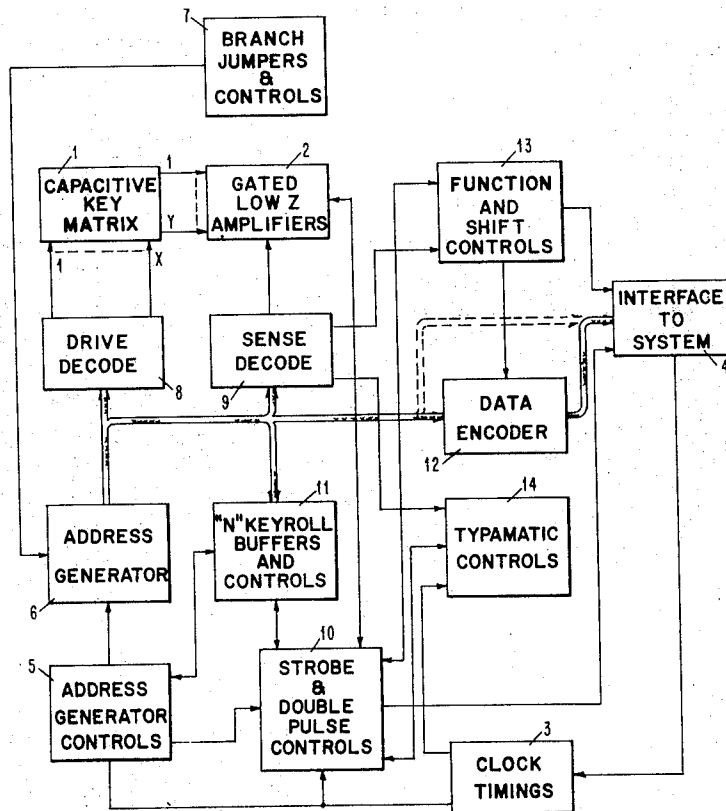 7
BRANCH
JUMPERS
&
CONTROLS
1
CAPACITIVE
KEY
MATRIX
1
Y
2
GATED
LOW Z
AMPLIFIERS
13
FUNCTION
AND
SHIFT
CONTROLS
1
X
DRIVE
DECODE
8
SENSE
DECODE
9
INTERFACE
TO
SYSTEM
4
DATA
ENCODER
12
ADDRESS
GENERATOR
6
11
"N" KEYROLL
BUFFERS
AND
CONTROLS
14
TYPAMATIC
CONTROLS
5
ADDRESS
GENERATOR
CONTROLS
10
STROBE
&
DOUBLE
PULSE
CONTROLS
3
CLOCK
TIMINGS